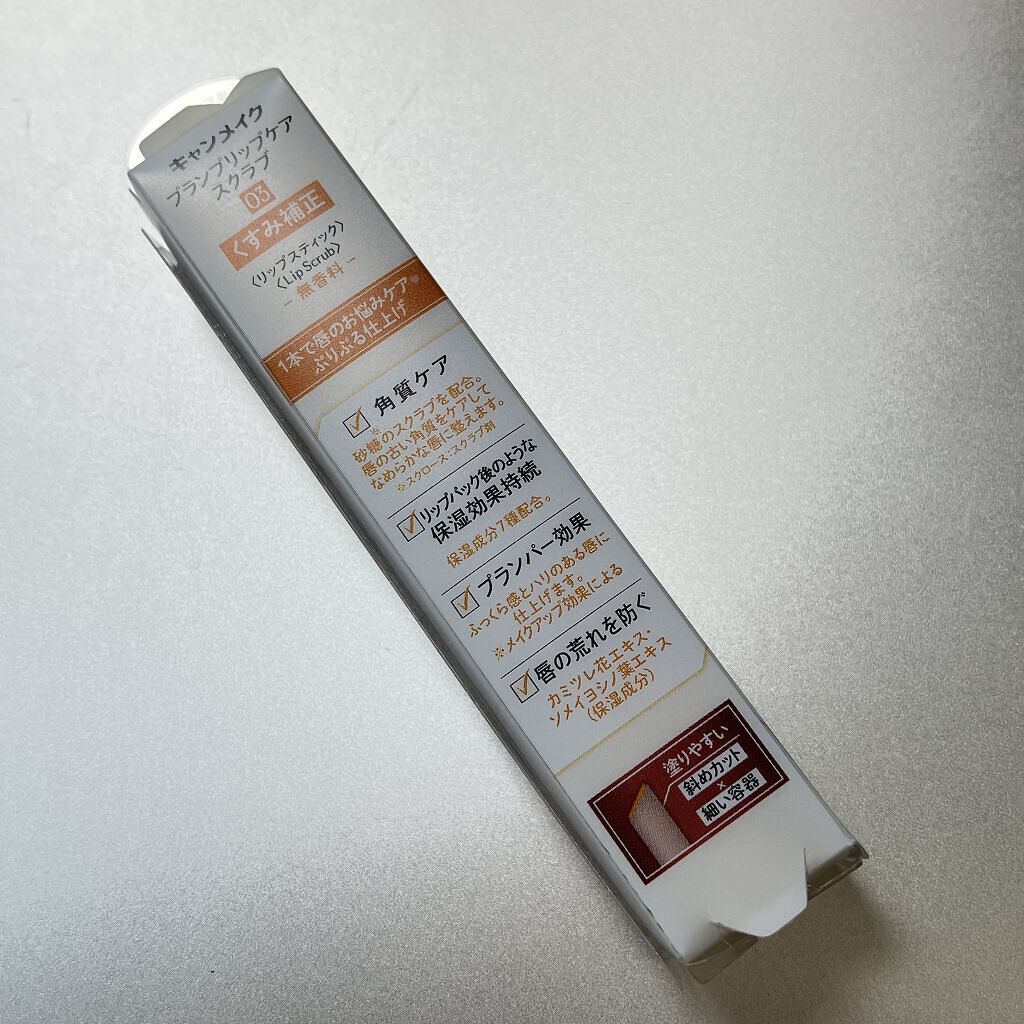 キャンメイク
プランプリップケア
スクラブ
03
くすみ補正
〈リップスティック〉
〈Lip Scrub〉
- 無香料 -
1本で唇のお悩みケア♥
ぷりぷる仕上げ
角質ケア
砂糖※のスクラブを配合。
唇の古い角質をケアして
なめらかな唇に整えます。
※スクロース：スクラブ剤
リップパック後のような
保湿効果持続
保湿成分7種配合。
プランパー効果
ふっくら感とハリのある唇に
仕上げます。
※メイクアップ効果による
唇の荒れを防ぐ
カミツレ花エキス・
ソメイヨシノ葉エキス
(保湿成分)
塗りやすい
斜めカット
×
細い容器